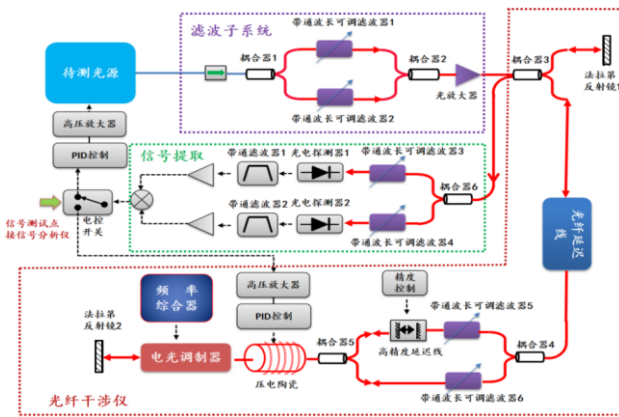 滤波子系统
带通波长可调滤波器1
待测光源
耦合器1
耦合器2
光放大器
耦合器3
法拉第
反射镜1
带通波长可调滤波器2
高压放大器
PID控制
信号提取
带通滤波器1
光电探测器1
带通波长可调滤波器3
耦合器6
带通滤波器2
光电探测器2
带通波长可调滤波器4
信号测试点
接信号分析仪
电控
开关
光纤延迟
线
高压放大器
PID控制
精度
控制
法拉第
反射镜2
频 率
综合器
带通波长可调滤波器5
耦合器5
高精度延迟线
耦合器4
电光调制器
压电陶瓷
带通波长可调滤波器6
光纤干涉仪